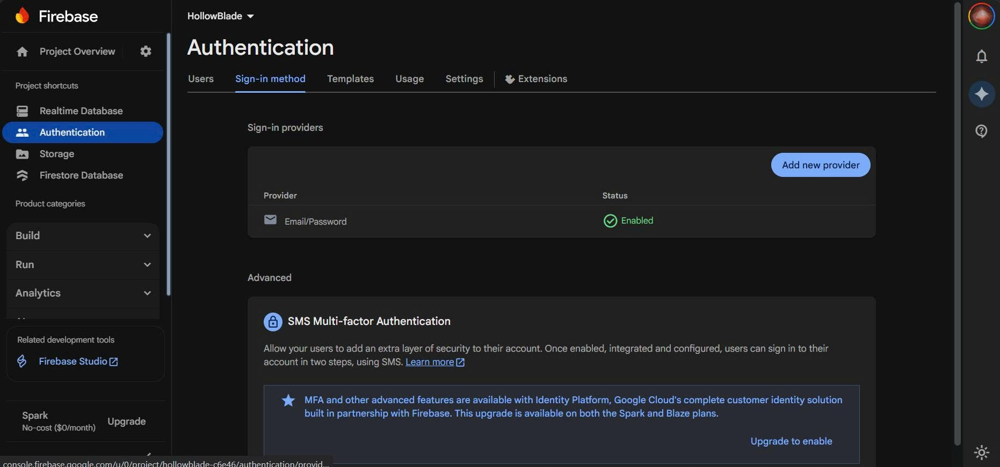 Firebase
Project Overview
Project shortcuts
Realtime Database
Authentication
Storage
Firestore Database
Product categories
Build
Run
Analytics
Related development tools
Firebase Studio
Spark
No-cost ($0/month)
Upgrade
HollowBlade
Authentication
Users
Sign-in method
Templates
Usage
Settings
Extensions
Sign-in providers
Add new provider
Provider
Status
Email/Password
Enabled
Advanced
SMS Multi-factor Authentication
Allow your users to add an extra layer of security to their account. Once enabled, integrated and configured, users can sign in to their
account in two steps, using SMS. Learn more
MFA and other advanced features are available with Identity Platform, Google Cloud's complete customer identity solution
built in partnership with Firebase. This upgrade is available on both the Spark and Blaze plans.
Upgrade to enable
console.firebase.google.com/u/0/project/hollowblade-c6e46/authentication/provid...